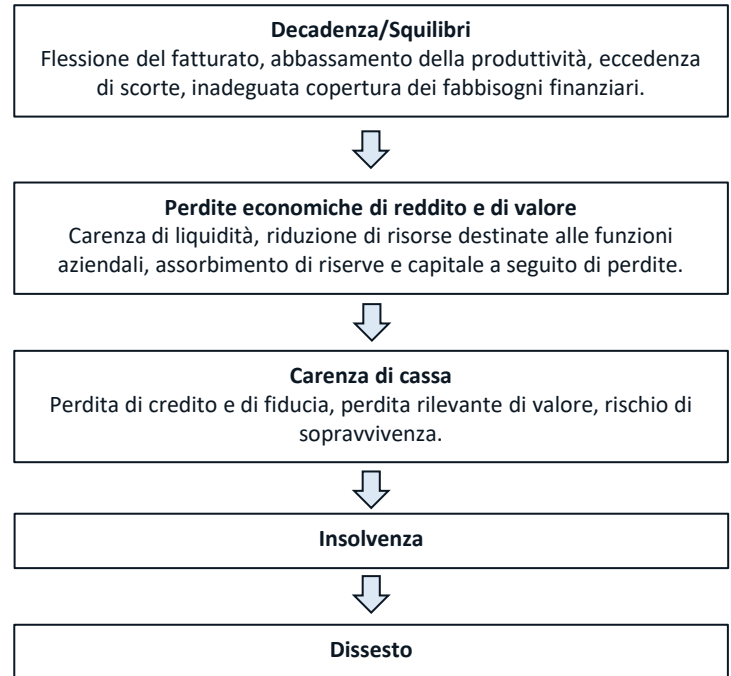 Decadenza/Squilibri
Flessione del fatturato, abbassamento della produttività, eccedenza
di scorte, inadeguata copertura dei fabbisogni finanziari.
Perdite economiche di reddito e di valore
Carenza di liquidità, riduzione di risorse destinate alle funzioni
aziendali, assorbimento di riserve e capitale a seguito di perdite.
Carenza di cassa
Perdita di credito e di fiducia, perdita rilevante di valore, rischio di
sopravvivenza.
Insolvenza
Dissesto